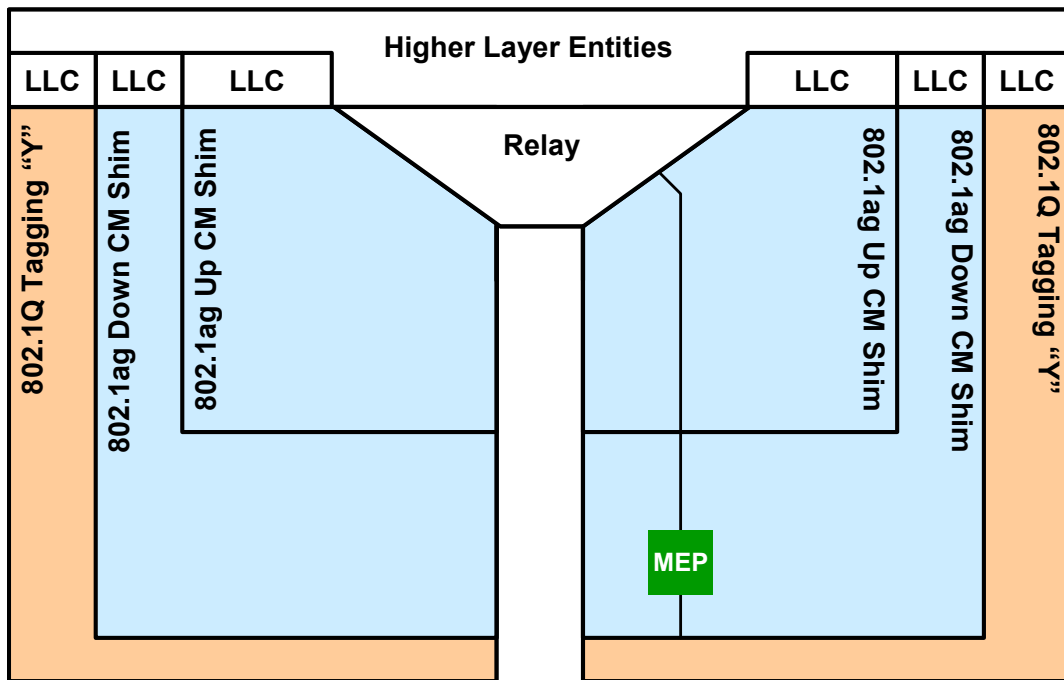 Higher Layer Entities
LLC
LLC
LLC
LLC
LLC
LLC
Relay
802.1Q Tagging “Y”
802.1ag Down CM Shim
802.1ag Up CM Shim
802.1ag Up CM Shim
802.1ag Down CM Shim
802.1Q Tagging “Y”
MEP